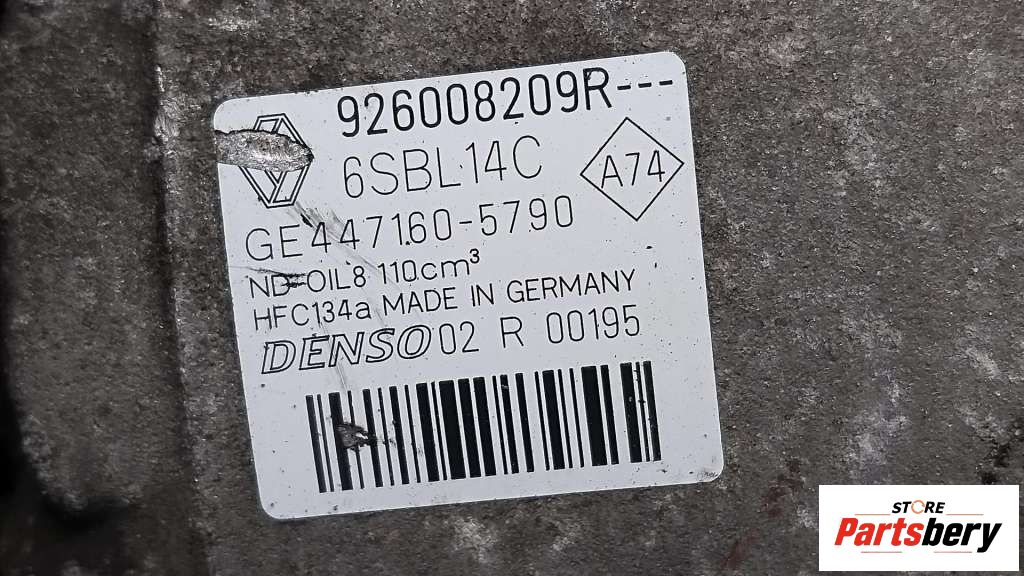 926008209R---
6SBL14C
A74
GE447160-5790
ND-OIL8 110cm³
HFC134a MADE IN GERMANY
DENSO 02 R 00195
STORE
Partsbery